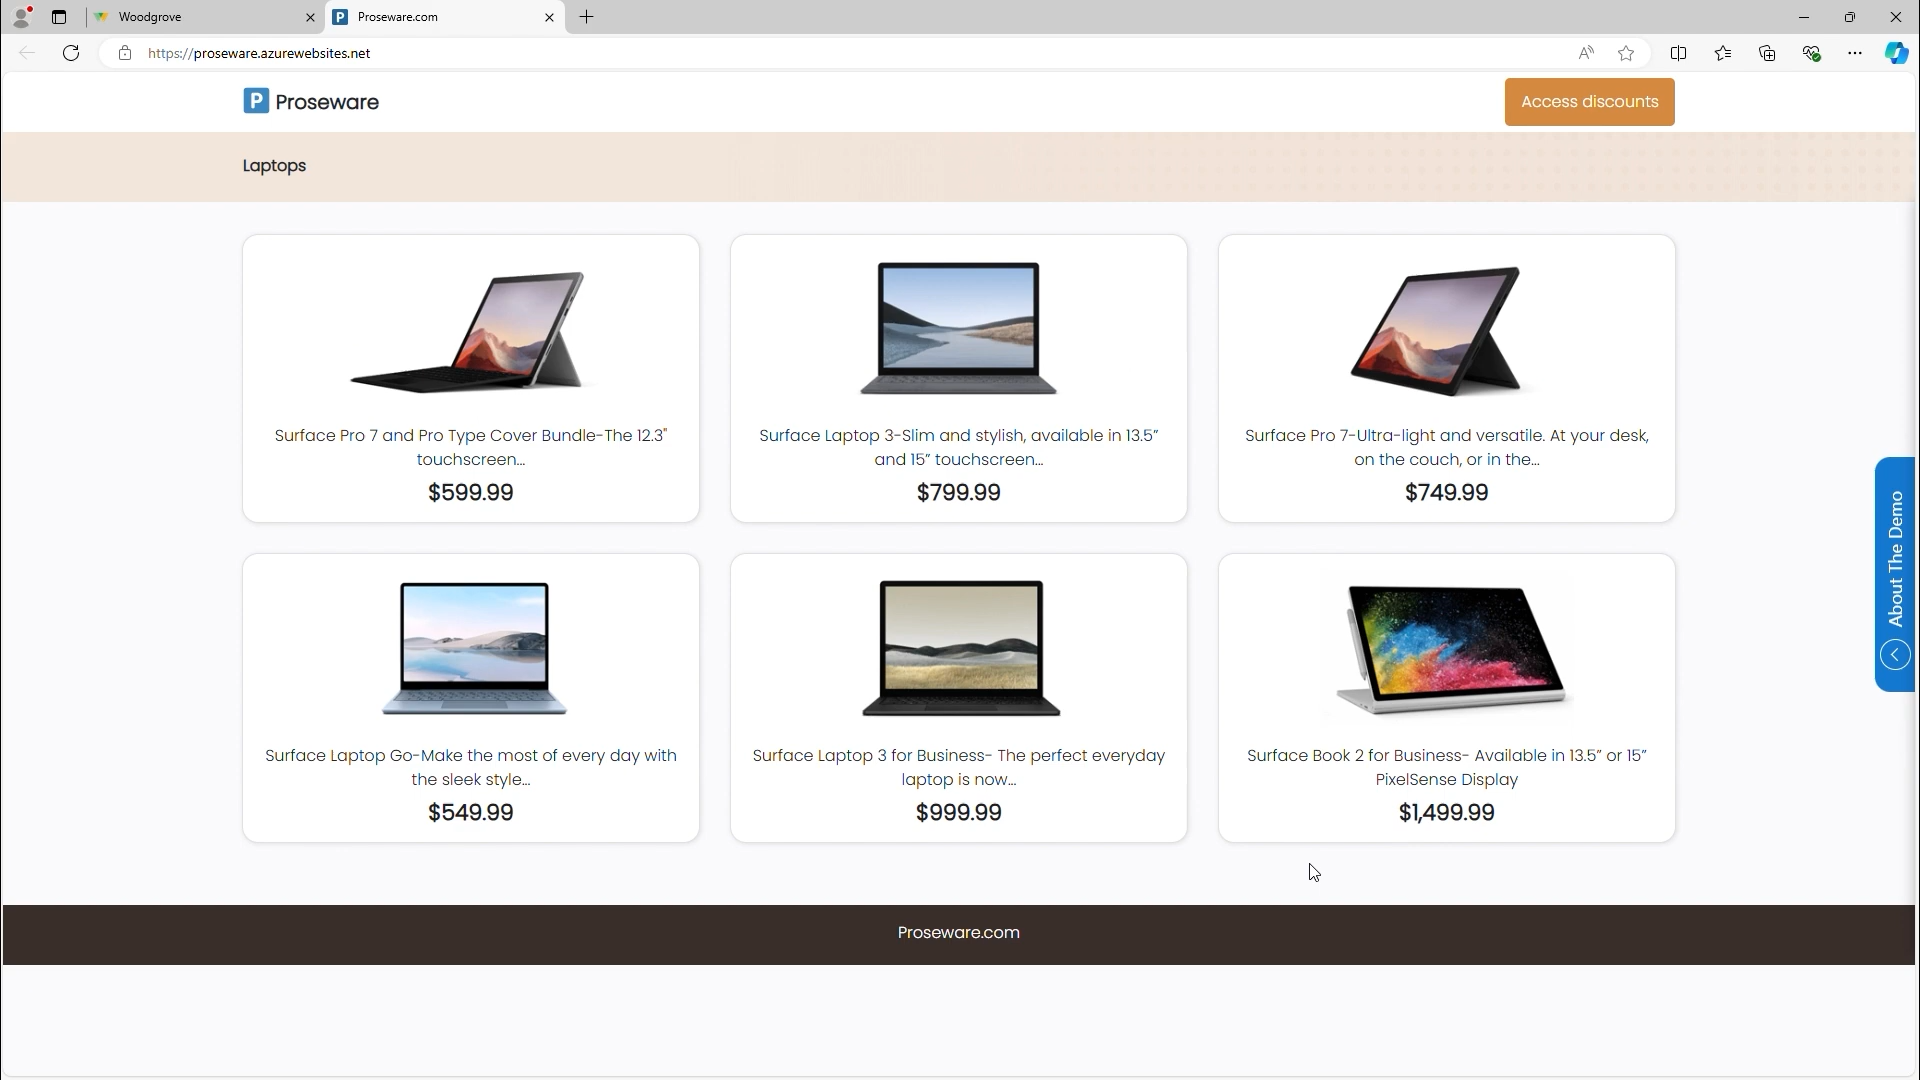 Woodgrove
Proseware.com
https://proseware.azurewebsites.net
P Proseware
Access discounts
Laptops
Surface Pro 7 and Pro Type Cover Bundle-The 12.3"
touchscreen...
$599.99
Surface Laptop 3-Slim and stylish, available in 13.5”
and 15” touchscreen...
$799.99
Surface Pro 7-Ultra-light and versatile. At your desk,
on the couch, or in the...
$749.99
About The Demo
Surface Laptop Go-Make the most of every day with
the sleek style...
$549.99
Surface Laptop 3 for Business- The perfect everyday
laptop is now...
$999.99
Surface Book 2 for Business- Available in 13.5” or 15”
PixelSense Display
$1,499.99
Proseware.com